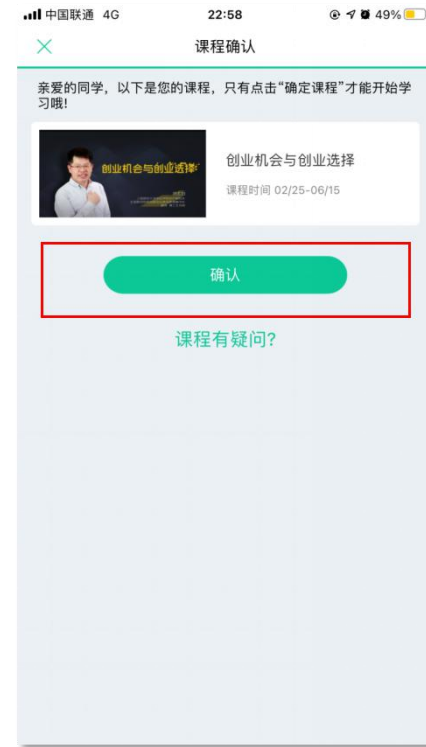 中国联通 4G 22:58 49%
课程确认
亲爱的同学，以下是您的课程，只有点击“确定课程”才能开始学
习哦!
创业机会与创业选择
创业机会与创业选择
课程时间 02/25-06/15
确认
课程有疑问?